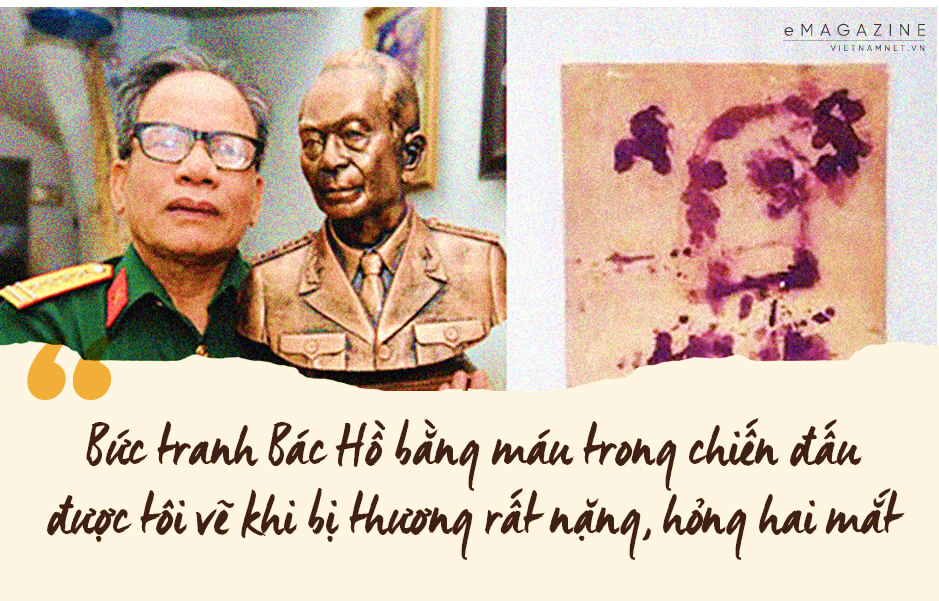 eMAGAZINE
VIETNAMNET.VN
Bức tranh Bác Hồ bằng máu trong chiến đấu
được tôi vẽ khi bị thương rất nặng, hỏng hai mắt